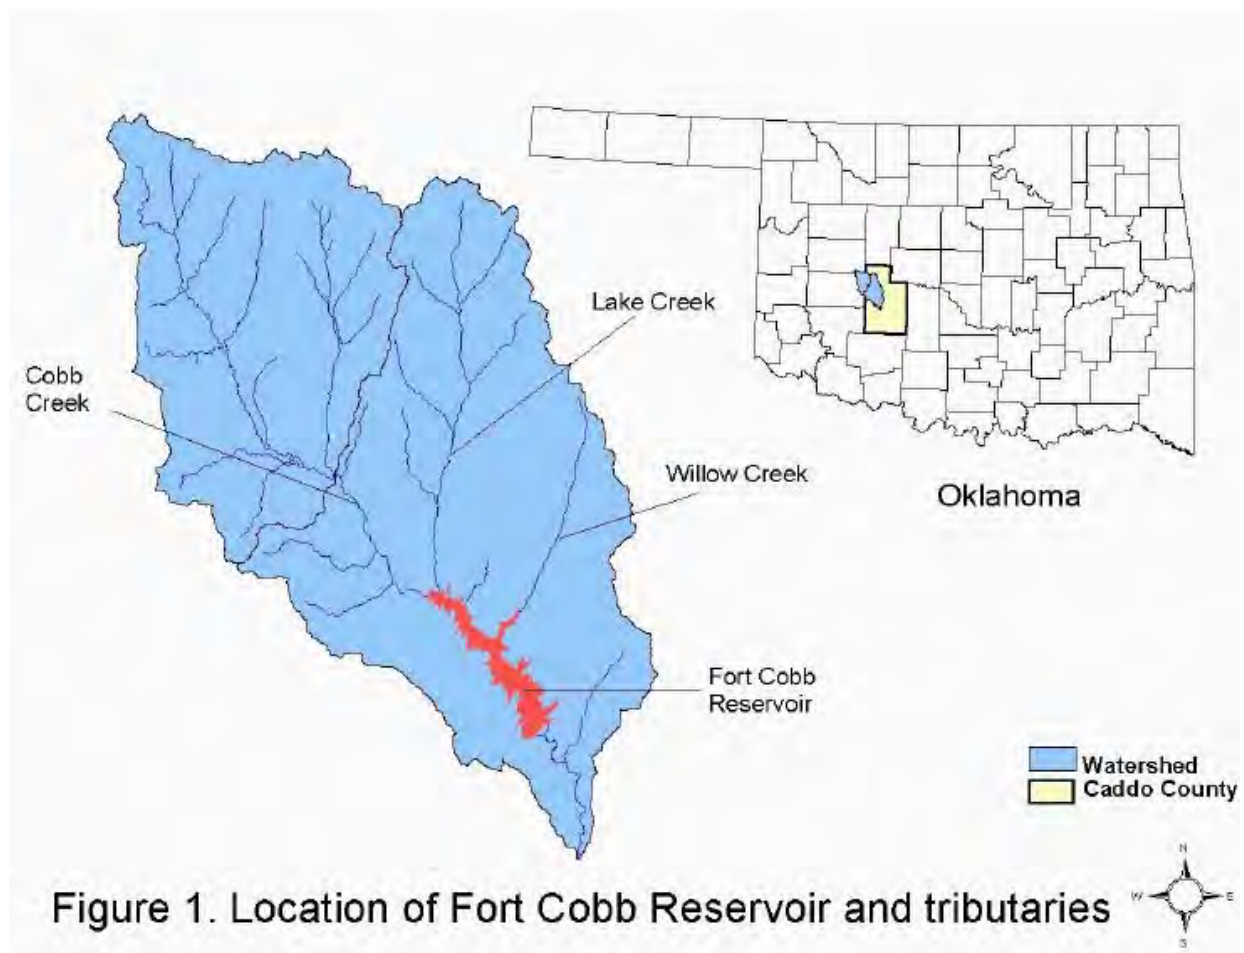 Lake Creek
Cobb
Creek
Willow Creek
Oklahoma
Fort Cobb
Reservoir
Watershed
Caddo County
N
W
E
S
Figure 1. Location of Fort Cobb Reservoir and tributaries